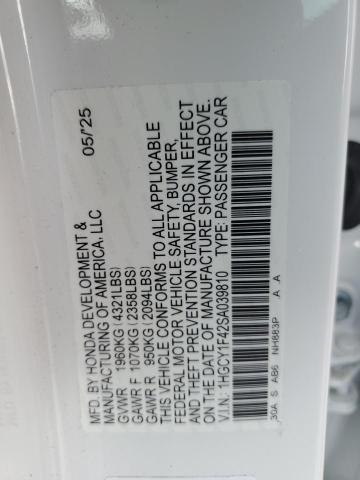 MFD. BY HONDA DEVELOPMENT & 05/'25
MANUFACTURING OF AMERICA, LLC
GVWR 1960KG(4321LBS)
GAWR F 1070KG(2358LBS)
GAWR R 950KG(2094LBS)
THIS VEHICLE CONFORMS TO ALL APPLICABLE
FEDERAL MOTOR VEHICLE SAFETY, BUMPER,
AND THEFT PREVENTION STANDARDS IN EFFECT
ON THE DATE OF MANUFACTURE SHOWN ABOVE.
V.I.N.: 1HGCY1F42SA039810 TYPE: PASSENGER CAR
30A S AB6 NH883P A A